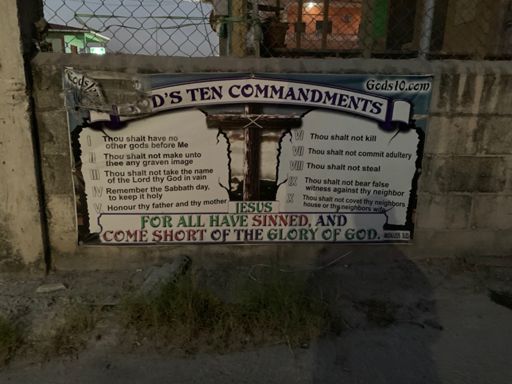 Gods10.com
GOD'S TEN COMMANDMENTS
I Thou shalt have no
other gods before Me
II Thou shalt not make unto
thee any graven image
III Thou shalt not take the name
of the Lord thy God in vain
IV Remember the Sabbath day,
to keep it holy
V Honour thy father and thy mother
VI Thou shalt not kill
VII Thou shalt not commit adultery
VIII Thou shalt not steal
IX Thou shalt not bear false
witness against thy neighbor
X Thou shalt not covet thy neighbors
house or thy neighbors wife
JESUS
FOR ALL HAVE SINNED, AND
COME SHORT OF THE GLORY OF GOD.